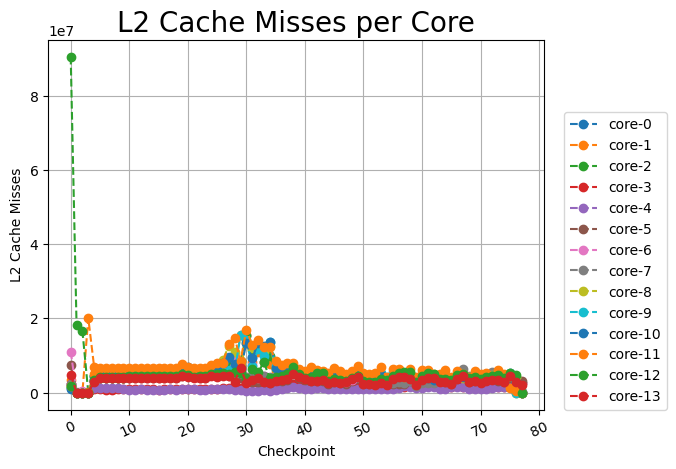 L2 Cache Misses per Core
1e7
8
6
4
2
0
L2 Cache Misses
0 10 20 30 40 50 60 70 80
Checkpoint
core-0
core-1
core-2
core-3
core-4
core-5
core-6
core-7
core-8
core-9
core-10
core-11
core-12
core-13